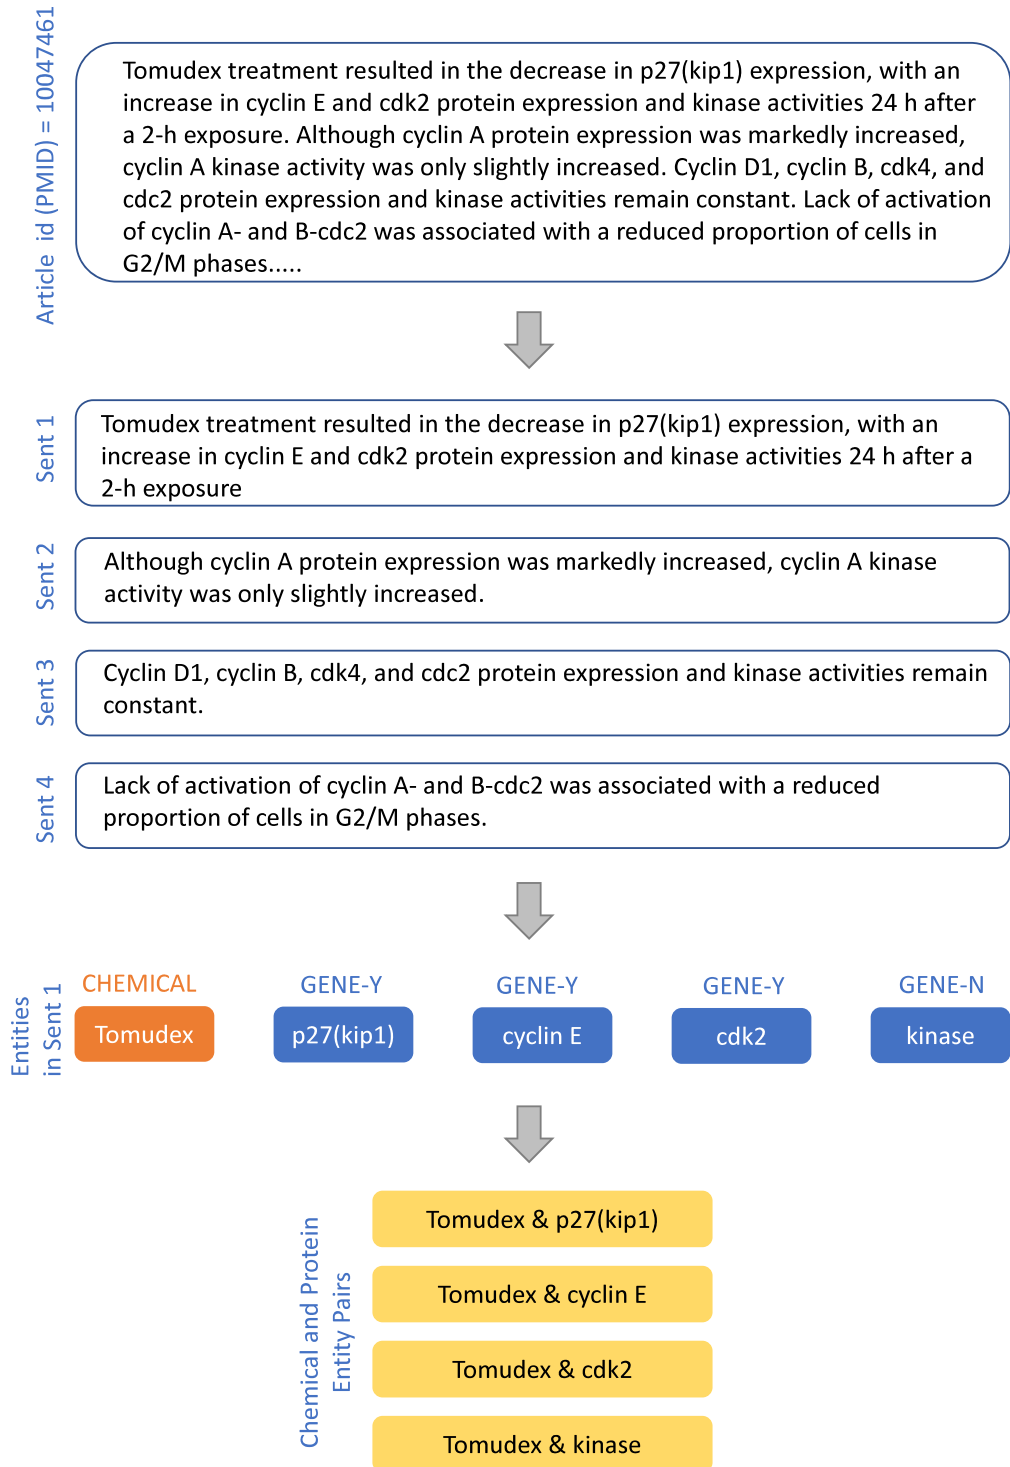 Article id (PMID) = 10047461
Tomudex treatment resulted in the decrease in p27(kip1) expression, with an
increase in cyclin E and cdk2 protein expression and kinase activities 24 h after
a 2-h exposure. Although cyclin A protein expression was markedly increased,
cyclin A kinase activity was only slightly increased. Cyclin D1, cyclin B, cdk4, and
cdc2 protein expression and kinase activities remain constant. Lack of activation
of cyclin A- and B-cdc2 was associated with a reduced proportion of cells in
G2/M phases.....
Sent 1
Tomudex treatment resulted in the decrease in p27(kip1) expression, with an
increase in cyclin E and cdk2 protein expression and kinase activities 24 h after a
2-h exposure
Sent 2
Although cyclin A protein expression was markedly increased, cyclin A kinase
activity was only slightly increased.
Sent 3
Cyclin D1, cyclin B, cdk4, and cdc2 protein expression and kinase activities remain
constant.
Sent 4
Lack of activation of cyclin A- and B-cdc2 was associated with a reduced
proportion of cells in G2/M phases.
Entities
in Sent 1
CHEMICAL
Tomudex
GENE-Y
p27(kip1)
GENE-Y
cyclin E
GENE-Y
cdk2
GENE-N
kinase
Chemical and Protein
Entity Pairs
Tomudex & p27(kip1)
Tomudex & cyclin E
Tomudex & cdk2
Tomudex & kinase